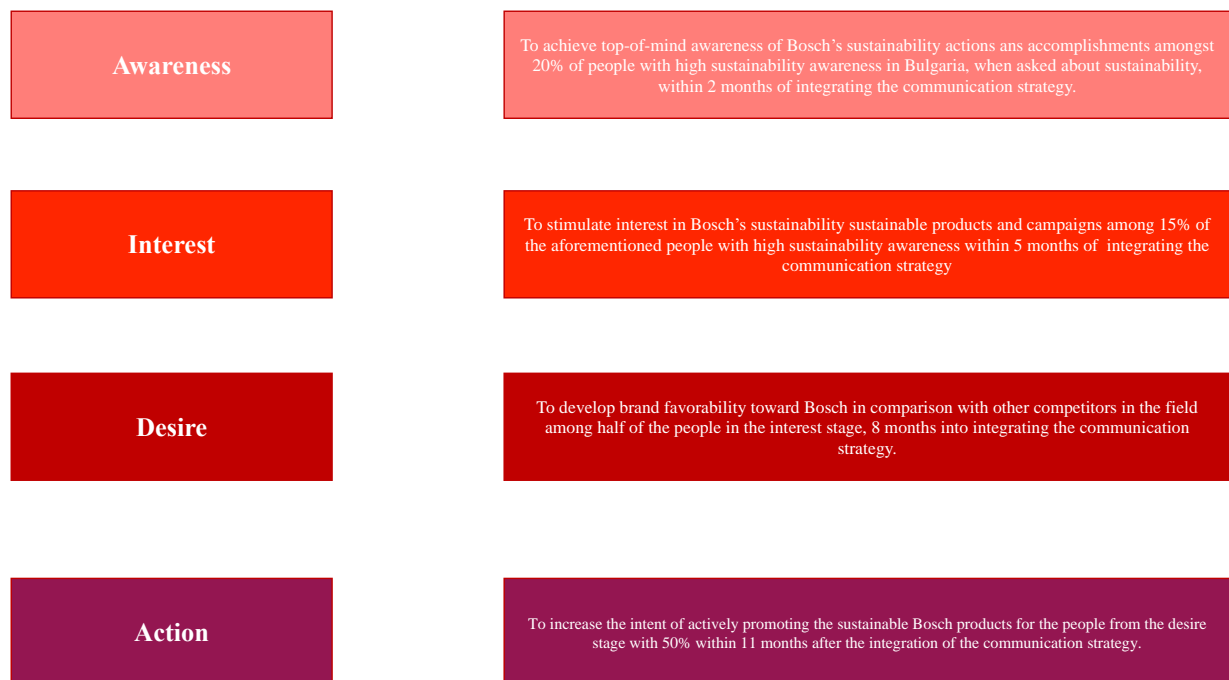 Awareness
To achieve top-of-mind awareness of Bosch’s sustainability actions ans accomplishments amongst
20% of people with high sustainability awareness in Bulgaria, when asked about sustainability,
within 2 months of integrating the communication strategy.
Interest
To stimulate interest in Bosch’s sustainability sustainable products and campaigns among 15% of
the aforementioned people with high sustainability awareness within 5 months of  integrating the
communication strategy
Desire
To develop brand favorability toward Bosch in comparison with other competitors in the field
among half of the people in the interest stage, 8 months into integrating the communication
strategy.
Action
To increase the intent of actively promoting the sustainable Bosch products for the people from the desire
stage with 50% within 11 months after the integration of the communication strategy.